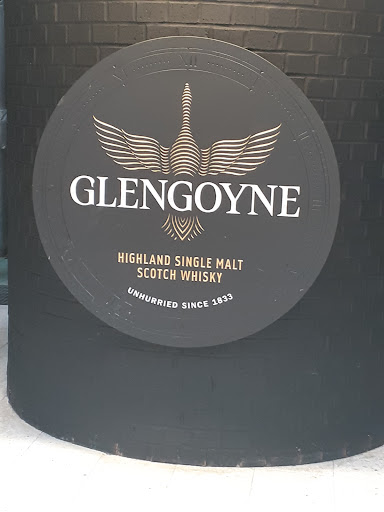 GLENGOYNE
HIGHLAND SINGLE MALT
SCOTCH WHISKY
UNHURRIED SINCE 1833